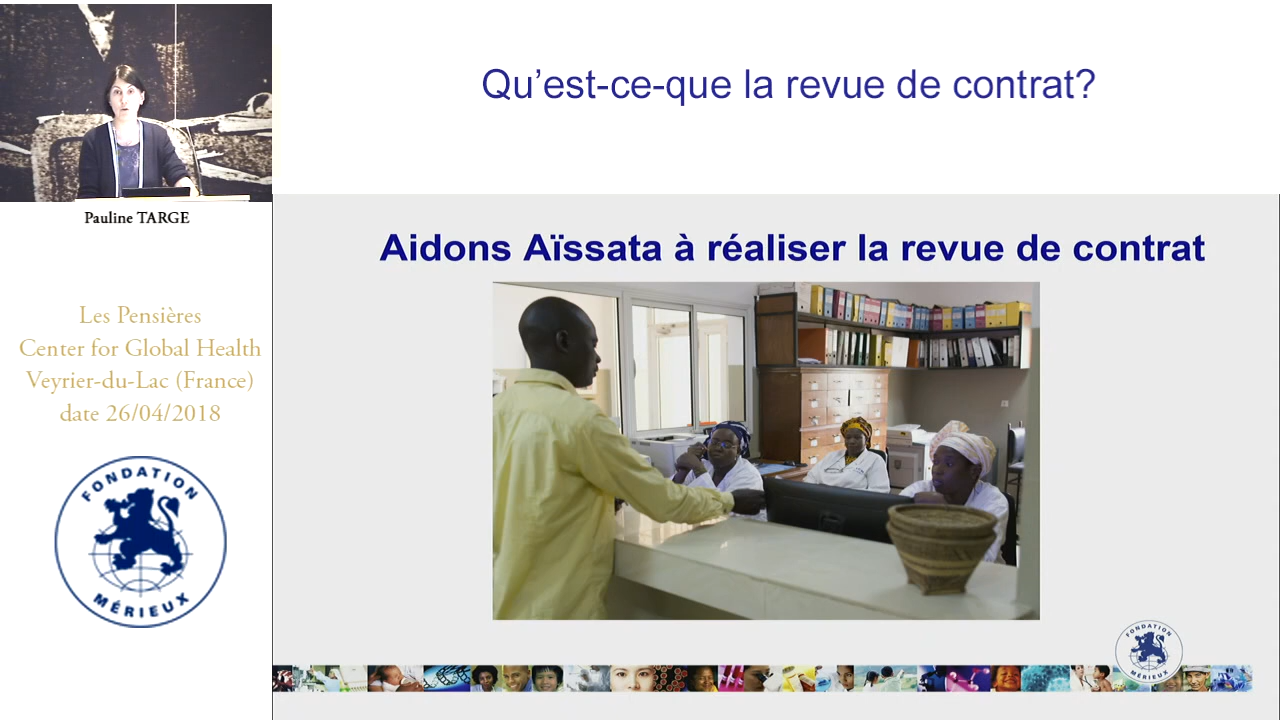 Qu’est-ce-que la revue de contrat?
Pauline TARGE
Les Pensières
Center for Global Health
Veyrier-du-Lac (France)
date 26/04/2018
FONDATION
MÉRIEUX
Aidons Aïssata à réaliser la revue de contrat
FONDATION
MÉRIEUX